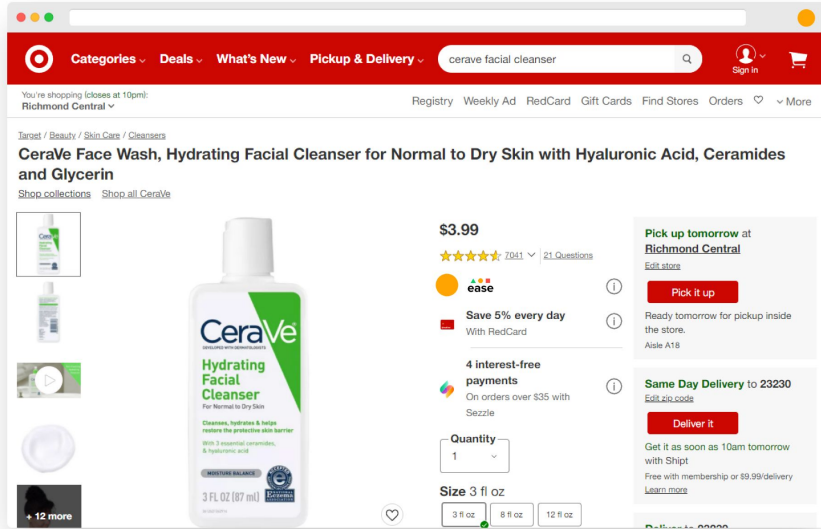 Categories
Deals
What's New
Pickup & Delivery
cerave facial cleanser
Sign in
You're shopping (closes at 10pm):
Richmond Central
Registry Weekly Ad RedCard Gift Cards Find Stores Orders More
Target / Beauty / Skin Care / Cleansers
CeraVe Face Wash, Hydrating Facial Cleanser for Normal to Dry Skin with Hyaluronic Acid, Ceramides
and Glycerin
Shop collections Shop all CeraVe
+ 12 more
CeraVe
DEVELOPED WITH DERMATOLOGISTS
Hydrating
Facial
Cleanser
For Normal to Dry Skin
Cleanses, hydrates & helps
restore the protective skin barrier
With 3 essential ceramides,
& hyaluronic acid
MOISTURE BALANCE
3 FL OZ (87 ml)
$3.99
7041 21 Questions
ease
Save 5% every day
With RedCard
4 interest-free
payments
On orders over $35 with
Sezzle
Quantity
1
Size 3 fl oz
3 fl oz
8 fl oz
12 fl oz
Pick up tomorrow at
Richmond Central
Edit store
Pick it up
Ready tomorrow for pickup inside
the store.
Aisle A18
Same Day Delivery to 23230
Edit zip code
Deliver it
Get it as soon as 10am tomorrow
with Shipt
Free with membership or $9.99/delivery
Learn more